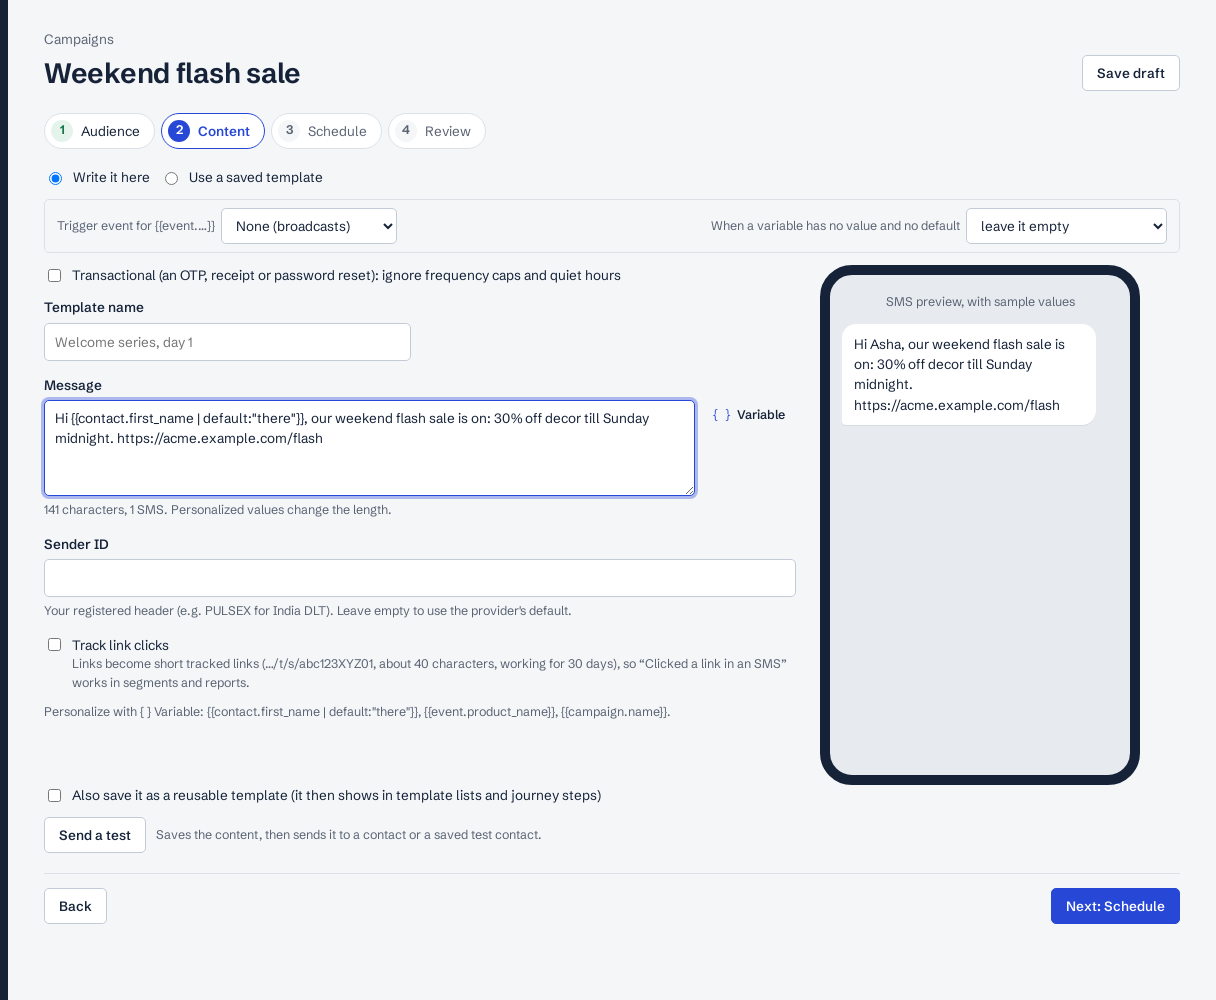 Campaigns
Weekend flash sale
Save draft
1 Audience
2 Content
3 Schedule
4 Review
Write it here
Use a saved template
Trigger event for {{event.…}}
None (broadcasts)
When a variable has no value and no default
leave it empty
Transactional (an OTP, receipt or password reset): ignore frequency caps and quiet hours
Template name
Welcome series, day 1
Message
Hi {{contact.first_name | default:"there"}}, our weekend flash sale is on: 30% off decor till Sunday
midnight. https://acme.example.com/flash
{ } Variable
141 characters, 1 SMS. Personalized values change the length.
Sender ID
Your registered header (e.g. PULSEX for India DLT). Leave empty to use the provider's default.
Track link clicks
Links become short tracked links (…/t/s/abc123XYZ01, about 40 characters, working for 30 days), so “Clicked a link in an SMS”
works in segments and reports.
Personalize with { } Variable: {{contact.first_name | default:"there"}}, {{event.product_name}}, {{campaign.name}}.
SMS preview, with sample values
Hi Asha, our weekend flash sale is
on: 30% off decor till Sunday
midnight.
https://acme.example.com/flash
Also save it as a reusable template (it then shows in template lists and journey steps)
Send a test
Saves the content, then sends it to a contact or a saved test contact.
Back
Next: Schedule